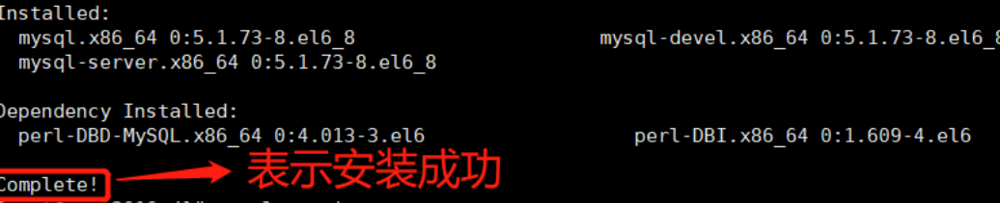 Installed:
mysql.x86_64 0:5.1.73-8.el6_8 mysql-devel.x86_64 0:5.1.73-8.el6_8
mysql-server.x86_64 0:5.1.73-8.el6_8
Dependency Installed:
perl-DBD-MySQL.x86_64 0:4.013-3.el6 perl-DBI.x86_64 0:1.609-4.el6
Complete! 表示安装成功